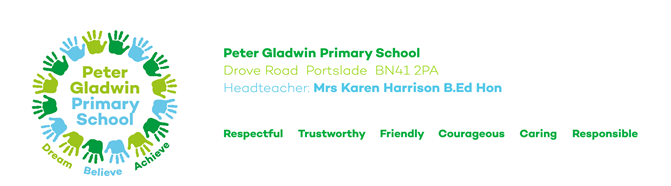 Peter
Gladwin
Primary
School
Dream
Believe
Achieve
Peter Gladwin Primary School
Drove Road Portslade BN41 2PA
Headteacher: Mrs Karen Harrison B.Ed Hon
Respectful Trustworthy Friendly Courageous Caring Responsible